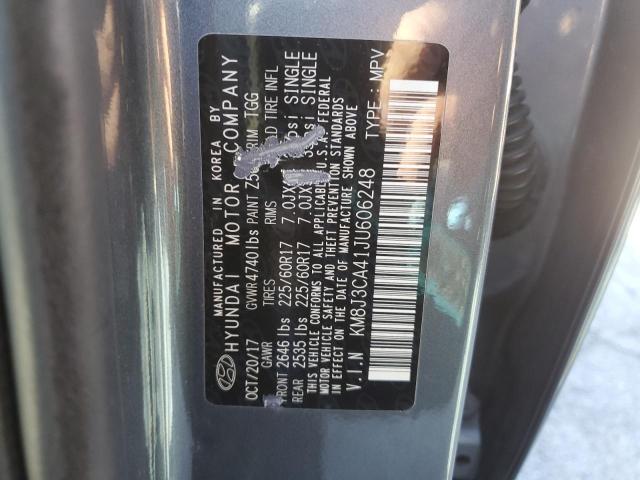 MANUFACTURED IN KOREA BY
HYUNDAI MOTOR COMPANY
OCT/20/17 GVWR 4740 lbs PAINT TRIM TGG
GAWR TIRES RIMS TIRE INFL
FRONT 2646 lbs 225/60R17 7.0JX psi SINGLE
REAR 2535 lbs 225/60R17 7.0JX psi SINGLE
THIS VEHICLE CONFORMS TO ALL APPLICABLE U.S.A. FEDERAL
MOTOR VEHICLE SAFETY AND THEFT PREVENTION STANDARDS
IN EFFECT ON THE DATE OF MANUFACTURE SHOWN ABOVE
V.I.N KM8J3CA41JU606248 TYPE : MPV